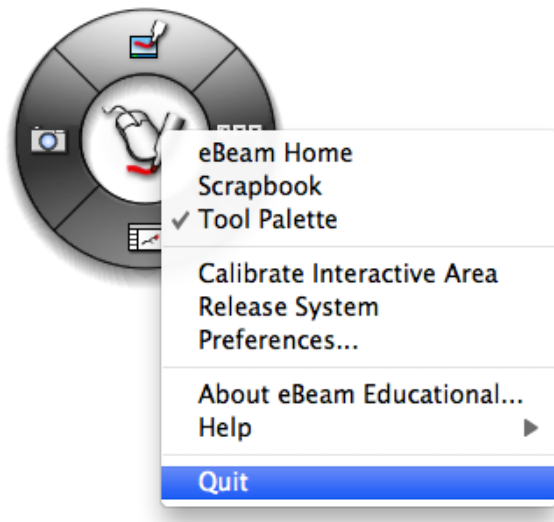 eBeam Home
Scrapbook
Tool Palette
Calibrate Interactive Area
Release System
Preferences...
About eBeam Educational...
Help
Quit